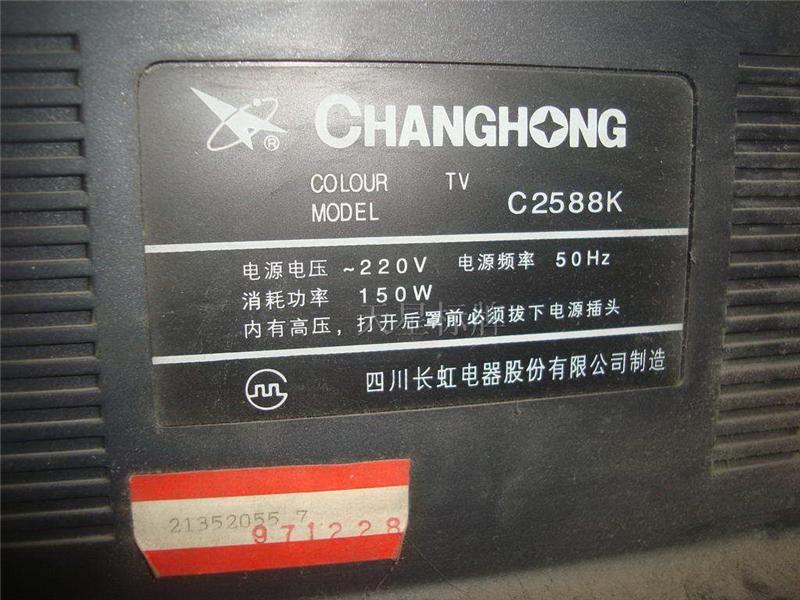 ® CHANGHONG
COLOUR TV
MODEL C2588K
电源电压 ~220V 电源频率 50Hz
消耗功率 150W
内有高压，打开后罩前必须拔下电源插头
四川长虹电器股份有限公司制造
21352055 7
971228